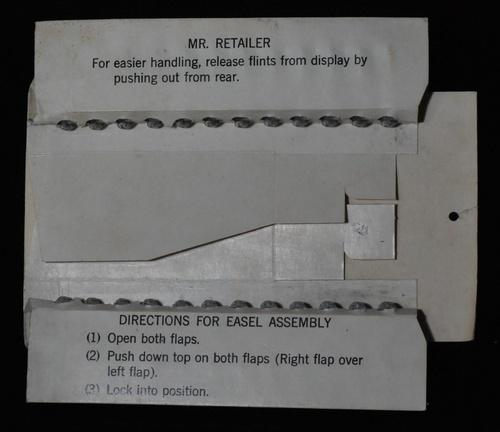 MR. RETAILER
For easier handling, release flints from display by
pushing out from rear.
DIRECTIONS FOR EASEL ASSEMBLY
(1) Open both flaps.
(2) Push down top on both flaps (Right flap over
left flap).
(3) Lock into position.